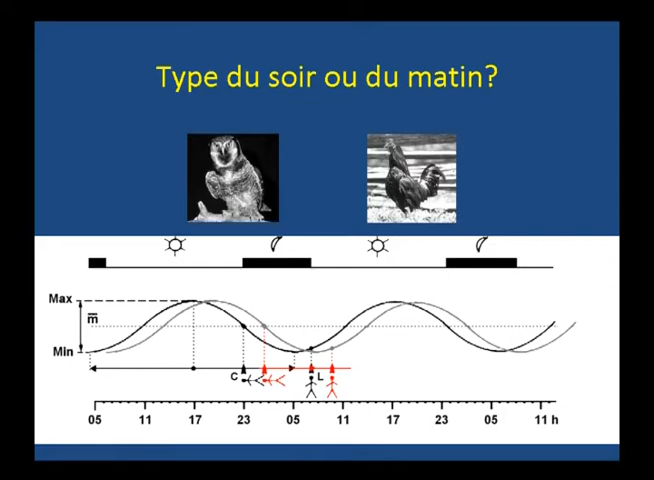 Type du soir ou du matin?
Max
m
Min
C
L
05 11 17 23 05 11 17 23 05 11 h